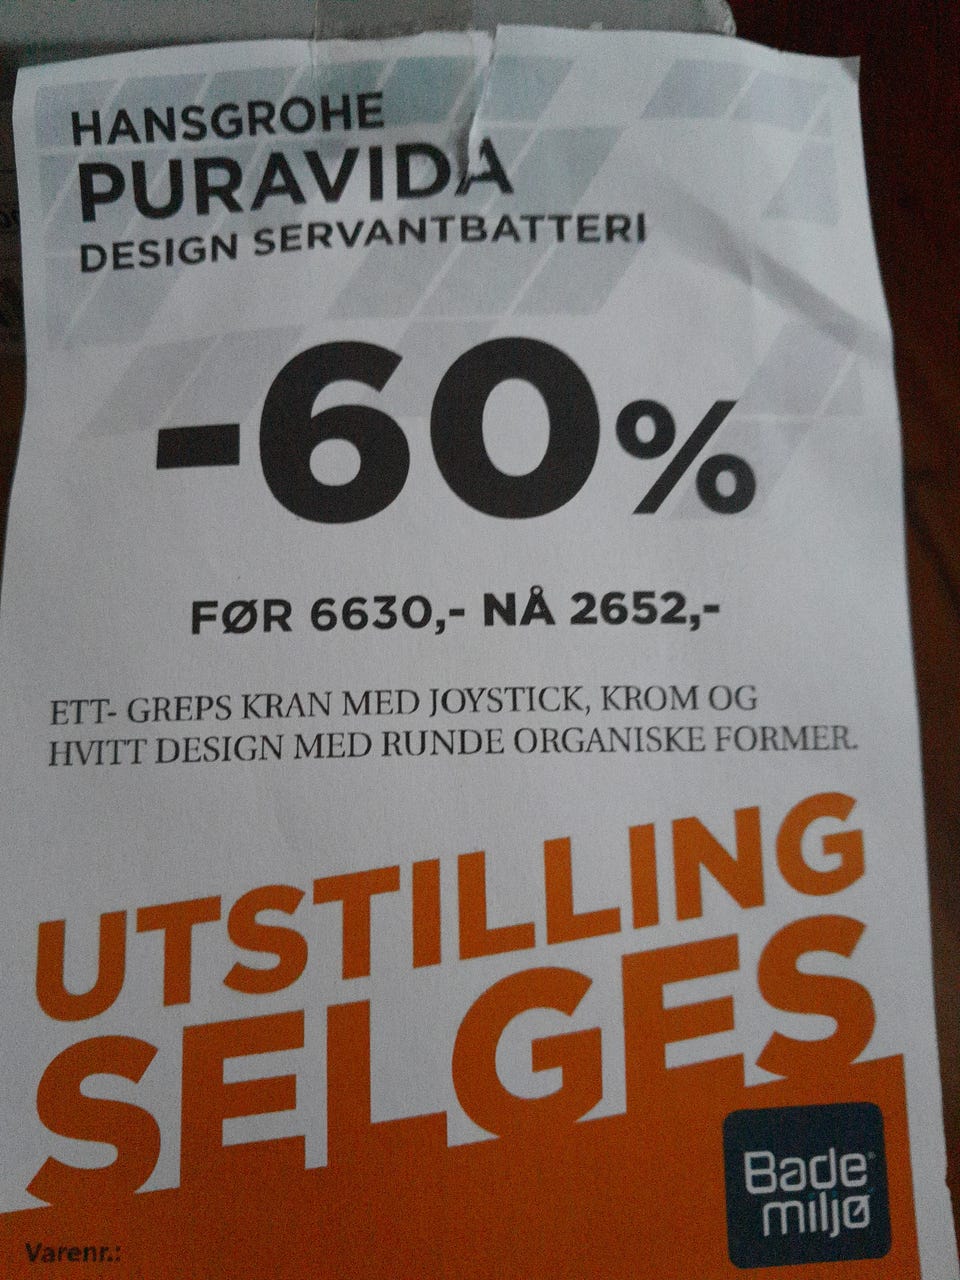 HANSGROHE
PURAVIDA
DESIGN SERVANTBATTERI
-60%
FØR 6630,- NÅ 2652,-
ETT- GREPS KRAN MED JOYSTICK, KROM OG
HVITT DESIGN MED RUNDE ORGANISKE FORMER.
UTSTILLING
SELGES
Bade®
miljø
Varenr.: